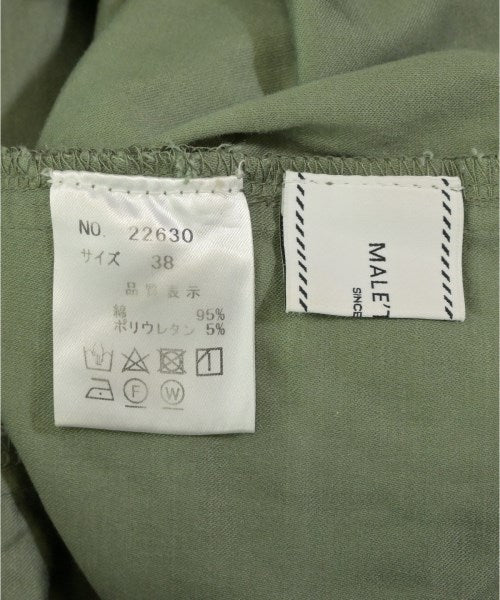 NO. 22630
サイズ 38
品質表示
綿 95%
ポリウレタン 5%
F W
MALE'
SINCE